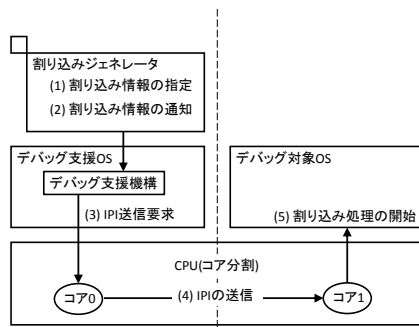 割り込みジェネレータ
(1) 割り込み情報の指定
(2) 割り込み情報の通知
デバッグ支援OS
デバッグ支援機構
(3) IPI送信要求
デバッグ対象OS
(5) 割り込み処理の開始
CPU(コア分割)
コア0
(4) IPIの送信
コア1